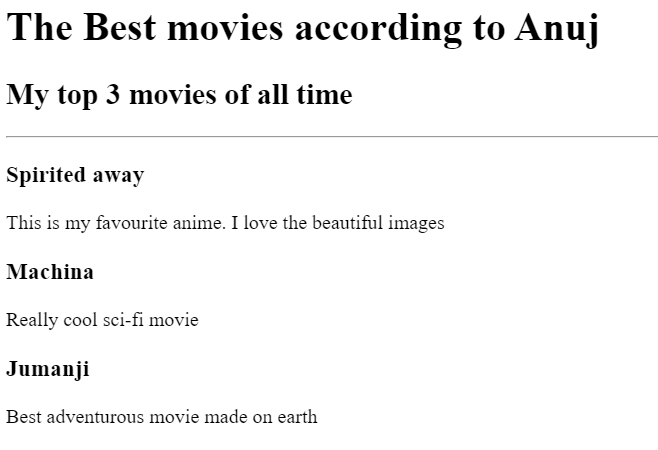 The Best movies according to Anuj
My top 3 movies of all time
Spirited away
This is my favourite anime. I love the beautiful images
Machina
Really cool sci-fi movie
Jumanji
Best adventurous movie made on earth